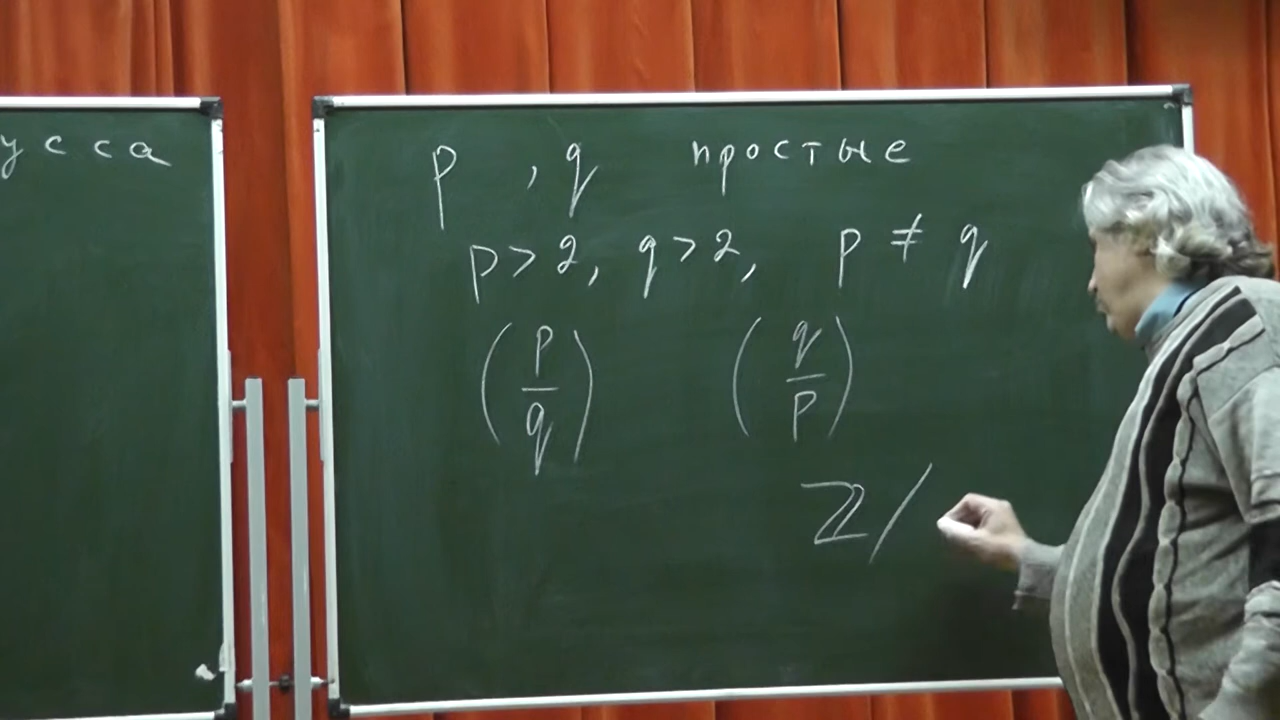 усса
p , q простые
p > 2, q > 2, p ≠ q
(p/q) (q/p)
ℤ/